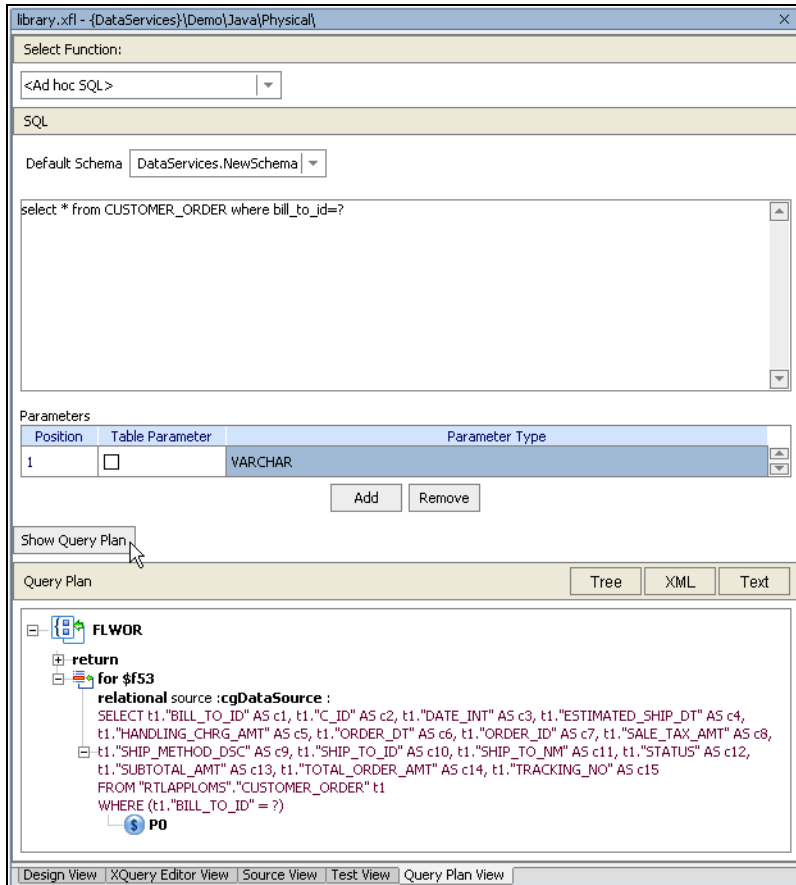 library.xfl - {DataServices}\Demo\Java\Physical\
Select Function:
<Ad hoc SQL>
SQL
Default Schema DataServices.NewSchema
select * from CUSTOMER_ORDER where bill_to_id=?
Parameters
Position Table Parameter Parameter Type
1 VARCHAR
Add Remove
Show Query Plan
Query Plan Tree XML Text
FLWOR
return
for $f53
relational source :cgDataSource :
SELECT t1."BILL_TO_ID" AS c1, t1."C_ID" AS c2, t1."DATE_INT" AS c3, t1."ESTIMATED_SHIP_DT" AS c4,
t1."HANDLING_CHRG_AMT" AS c5, t1."ORDER_DT" AS c6, t1."ORDER_ID" AS c7, t1."SALE_TAX_AMT" AS c8,
t1."SHIP_METHOD_DSC" AS c9, t1."SHIP_TO_ID" AS c10, t1."SHIP_TO_NM" AS c11, t1."STATUS" AS c12,
t1."SUBTOTAL_AMT" AS c13, t1."TOTAL_ORDER_AMT" AS c14, t1."TRACKING_NO" AS c15
FROM "RTLAPPLOMS"."CUSTOMER_ORDER" t1
WHERE (t1."BILL_TO_ID" = ?)
$ P0
Design View XQuery Editor View Source View Test View Query Plan View